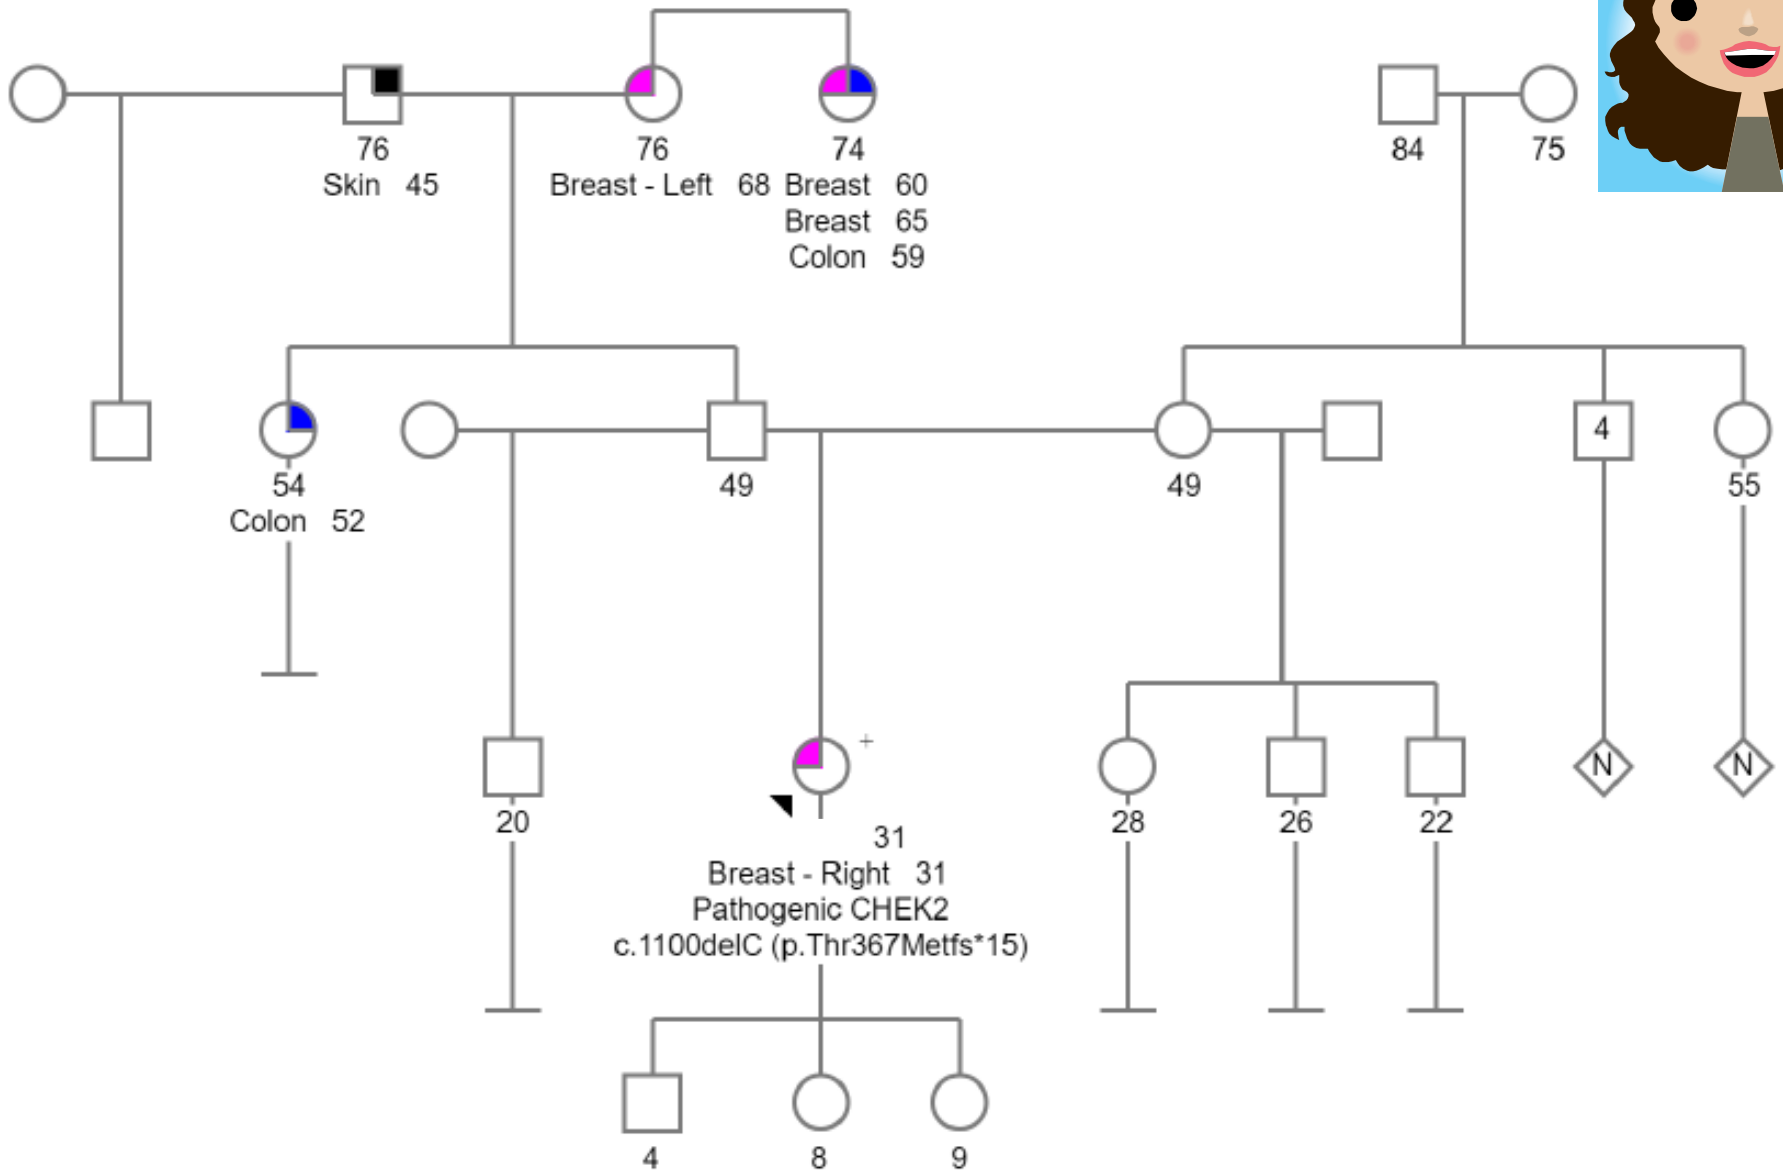 76
76
74
84
75
Skin 45
Breast - Left 68
Breast 60
Breast 65
Colon 59
4
54
49
49
55
Colon 52
+
N
N
20
28
26
22
31
Breast - Right 31
Pathogenic CHEK2
c.1100delC (p.Thr367Metfs*15)
4
8
9